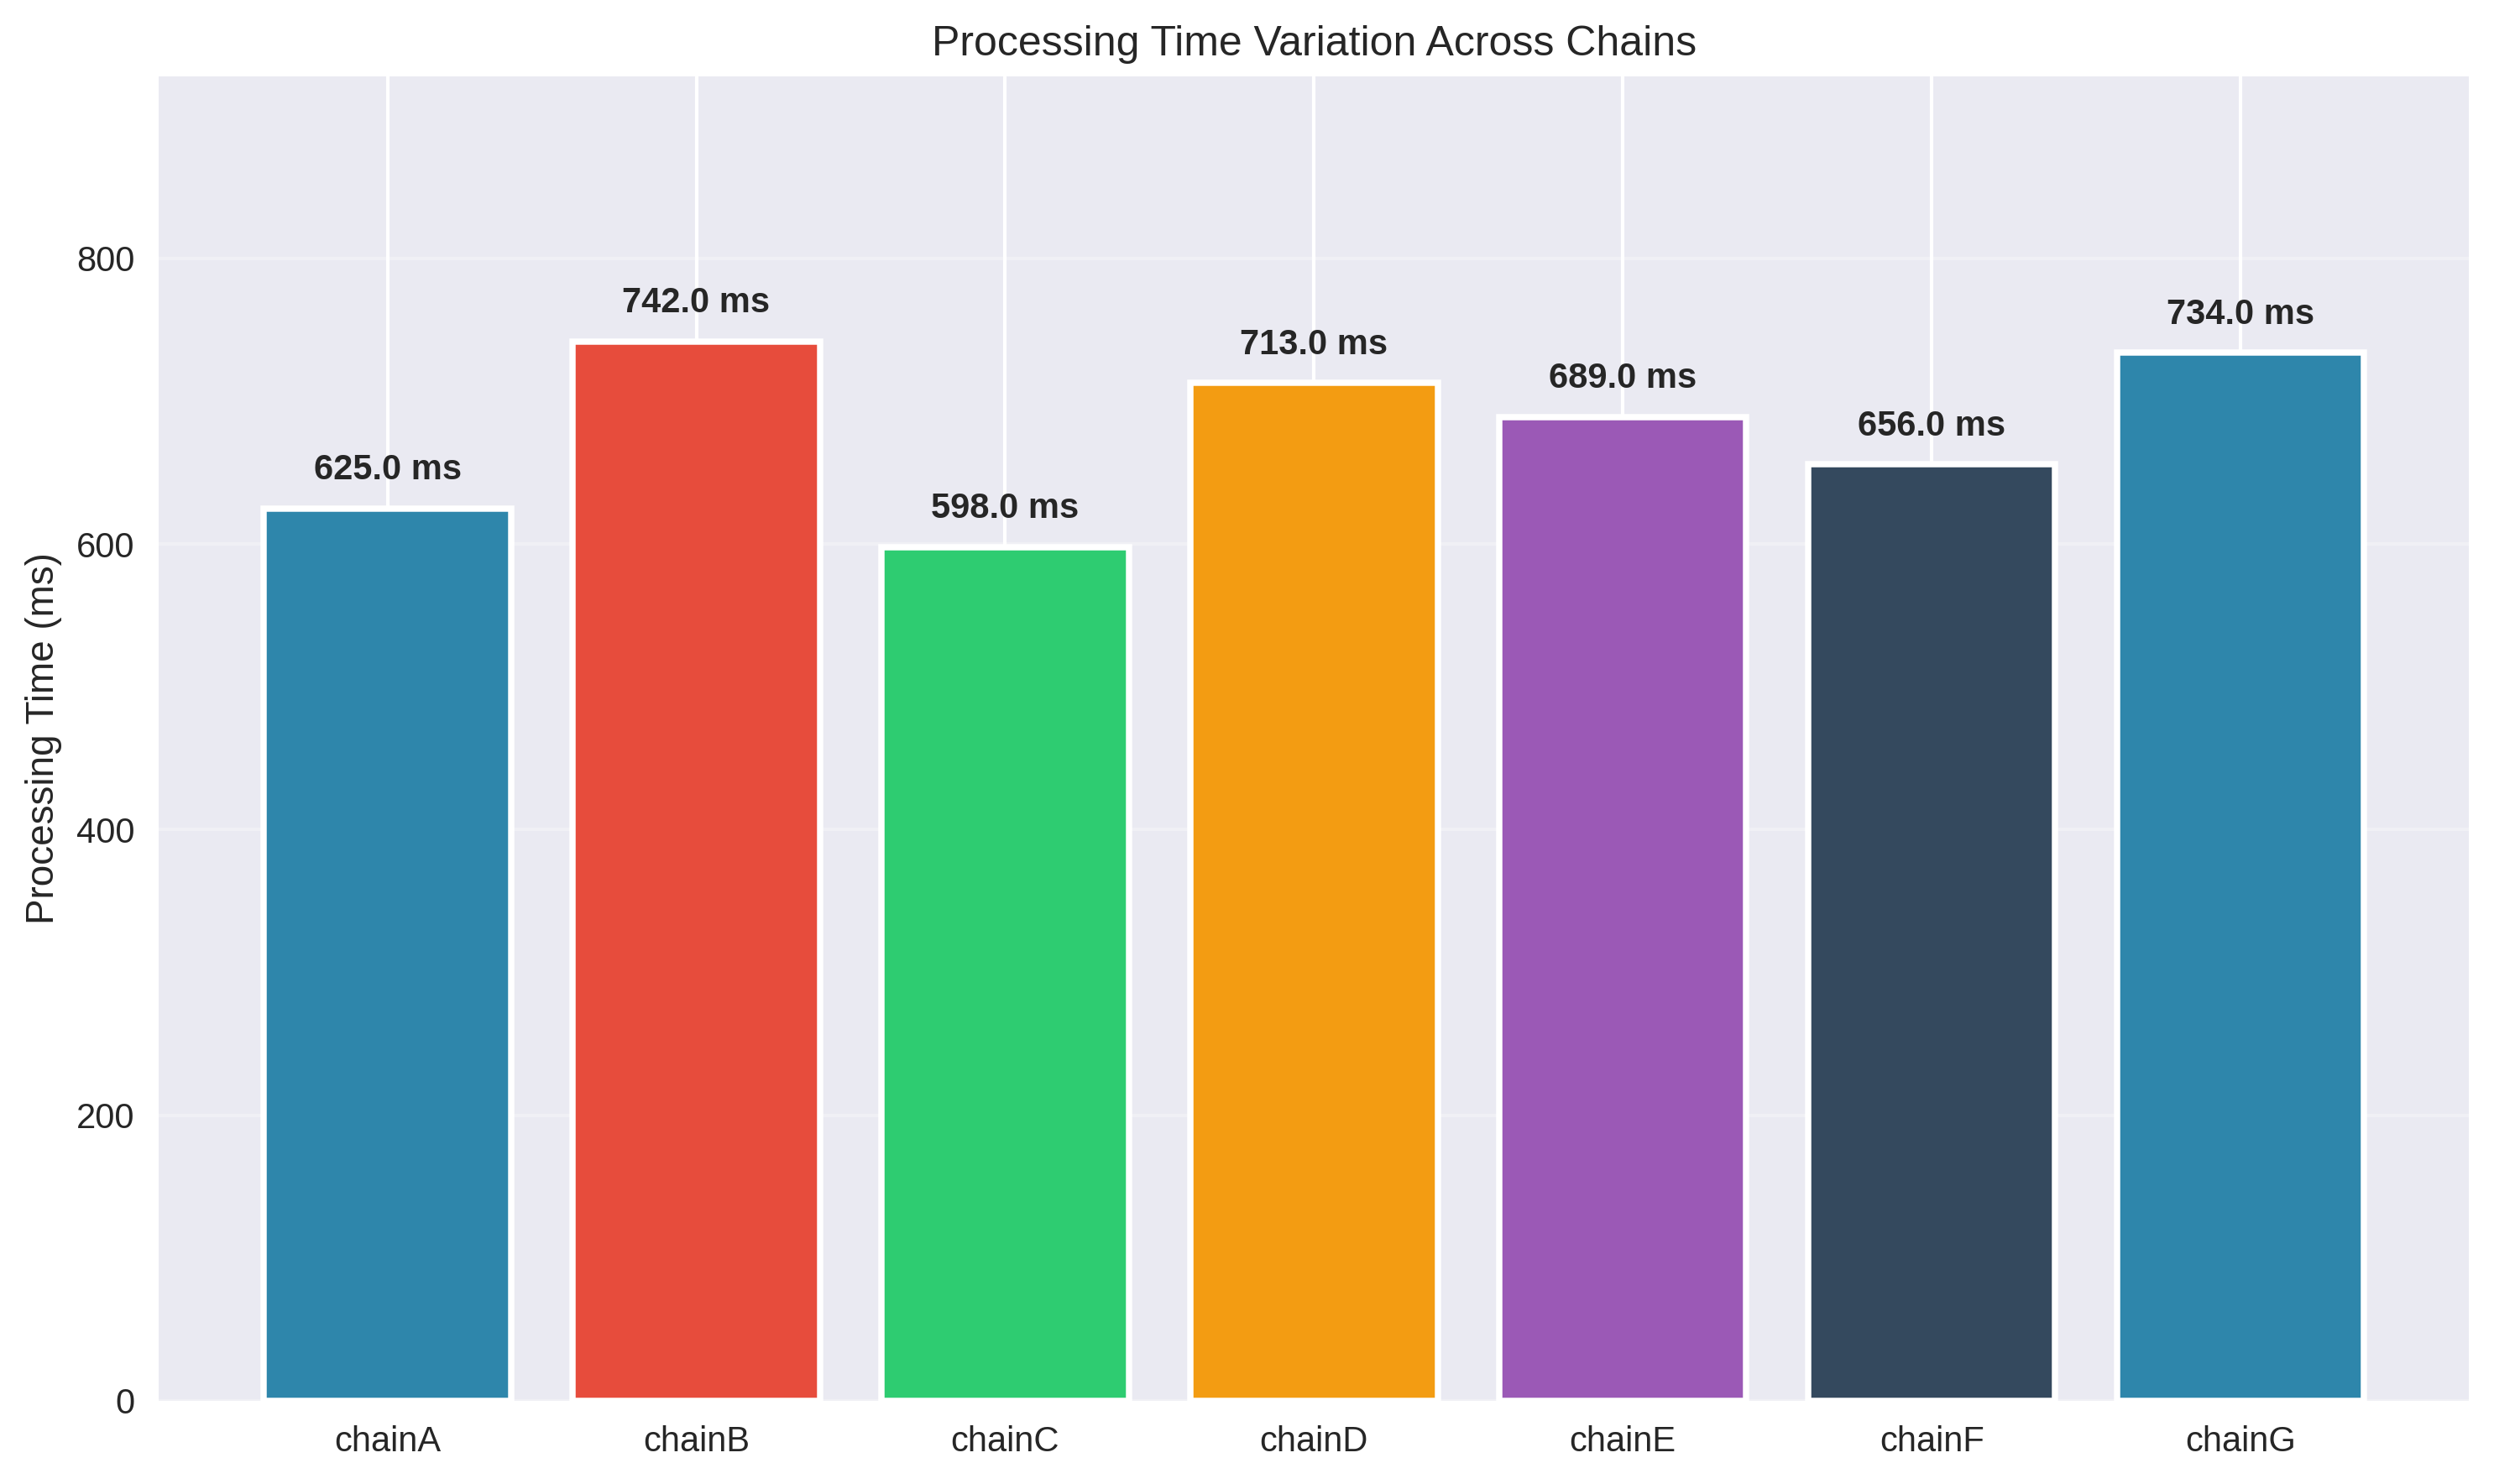 Processing Time Variation Across Chains
Processing Time (ms)
800
600
400
200
0
625.0 ms
742.0 ms
598.0 ms
713.0 ms
689.0 ms
656.0 ms
734.0 ms
chainA
chainB
chainC
chainD
chainE
chainF
chainG